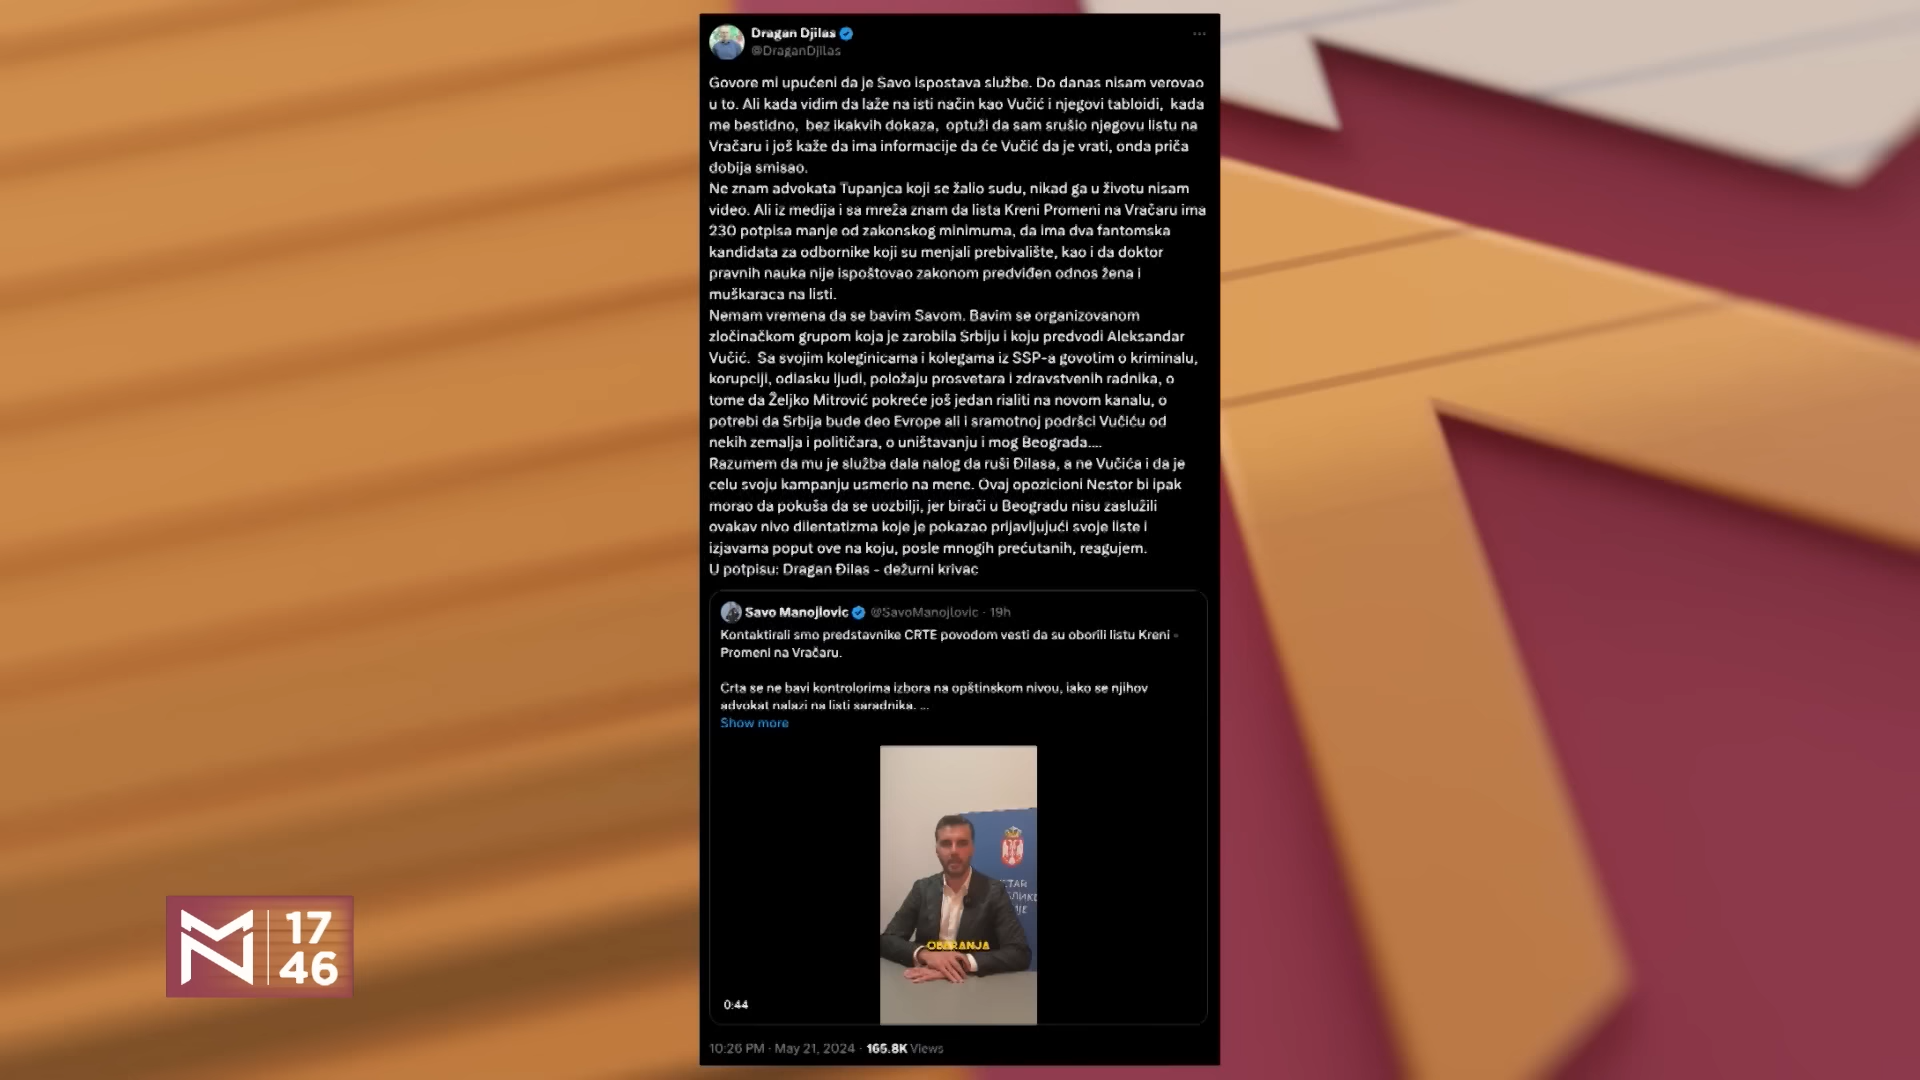 Dragan Djilas
@DraganDjilas
Govore mi upućeni da je Savo ispostava službe. Do danas nisam verovao
u to. Ali kada vidim da laže na isti način kao Vučić i njegovi tabloidi, kada
me bestidno, bez ikakvih dokaza, optuži da sam srušio njegovu listu na
Vračaru i još kaže da ima informacije da će Vučić da je vrati, onda priča
dobija smisao.
Ne znam advokata Tupanjca koji se žalio sudu, nikad ga u životu nisam
video. Ali iz medija i sa mreža znam da lista Kreni Promeni na Vračaru ima
230 potpisa manje od zakonskog minimuma, da ima dva fantomska
kandidata za odbornike koji su menjali prebivalište, kao i da doktor
pravnih nauka nije ispoštovao zakonom predviđen odnos žena i
muškaraca na listi.
Nemam vremena da se bavim Savom. Bavim se organizovanom
zločinačkom grupom koja je zarobila Srbiju i koju predvodi Aleksandar
Vučić. Sa svojim koleginicama i kolegama iz SSP-a govotim o kriminalu,
korupciji, odlasku ljudi, položaju prosvetara i zdravstvenih radnika, o
tome da Željko Mitrović pokreće još jedan rialiti na novom kanalu, o
potrebi da Srbija bude deo Evrope ali i sramotnoj podršci Vučiću od
nekih zemalja i političara, o uništavanju i mog Beograda....
Razumem da mu je služba dala nalog da ruši Đilasa, a ne Vučića i da je
celu svoju kampanju usmerio na mene. Ovaj opozicioni Nestor bi ipak
morao da pokuša da se uozbilji, jer birači u Beogradu nisu zaslužili
ovakav nivo dilentatizma koje je pokazao prijavljujući svoje liste i
izjavama poput ove na koju, posle mnogih prećutanih, reagujem.
U potpisu: Dragan Đilas - dežurni krivac
Savo Manojlovic @SavoManojlovic · 19h
Kontaktirali smo predstavnike CRTE povodom vesti da su oborili listu Kreni -
Promeni na Vračaru.
Crta se ne bavi kontrolorima izbora na opštinskom nivou, iako se njihov
advokat nalazi na listi saradnika. ...
Show more
OBARANJA
0:44
10:26 PM · May 21, 2024 · 165.8K Views
17
46